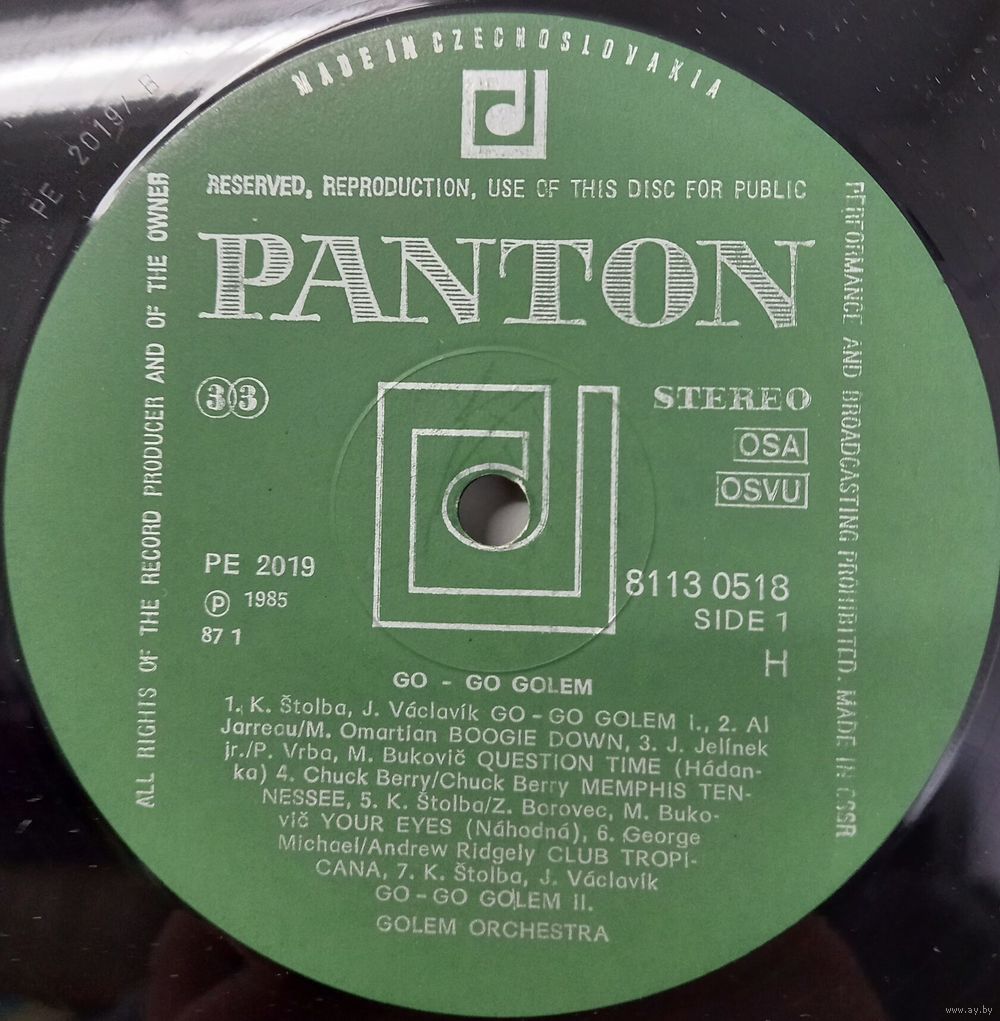 MADE IN CZECHOSLOVAKIA
RESERVED, REPRODUCTION, USE OF THIS DISC FOR PUBLIC
PANTON
33
STEREO
OSA
OSVU
PE 2019
Ⓟ 1985
87 1
8113 0518
SIDE 1
H
GO - GO GOLEM
1. K. Štolba, J. Václavík GO-GO GOLEM I., 2. Al
Jarreau/M. Omartian BOOGIE DOWN, 3. J. Jelínek
jr./P. Vrba, M. Bukovič QUESTION TIME (Hádan-
ka) 4. Chuck Berry/Chuck Berry MEMPHIS TEN-
NESSEE, 5. K. Štolba/Z. Borovec, M. Buko-
vič YOUR EYES (Náhodná), 6. George
Michael/Andrew Ridgely CLUB TROPI-
CANA, 7. K. Štolba, J. Václavík
GO-GO GOLEM II.
GOLEM ORCHESTRA
ALL RIGHTS OF THE RECORD PRODUCER AND OF THE OWNER
PERFORMANCE AND BROADCASTING PROHIBITED. MADE IN CSSR
PE 2019/ B
www.ay.by